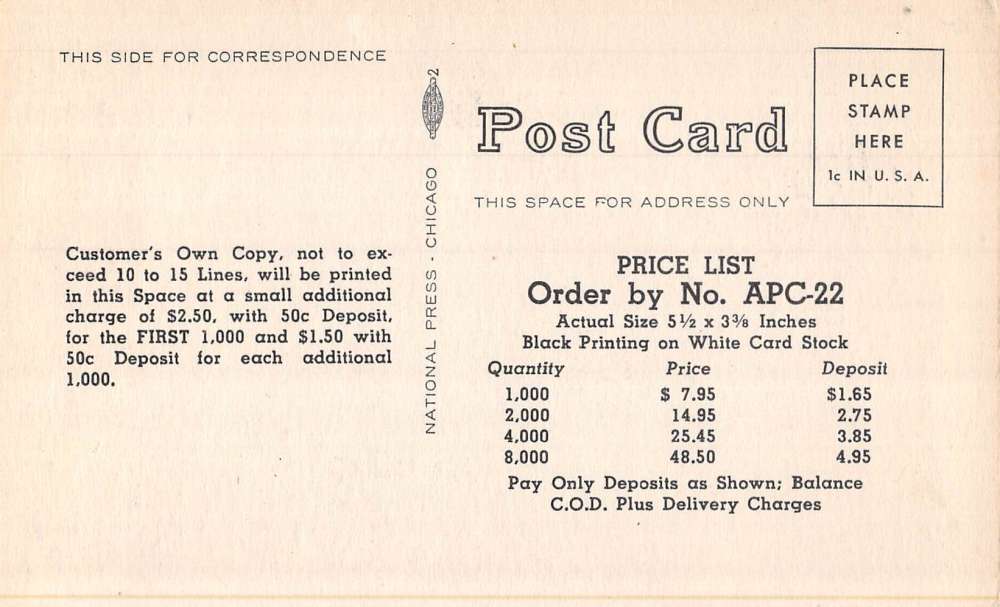 THIS SIDE FOR CORRESPONDENCE
Customer's Own Copy, not to ex-
ceed 10 to 15 Lines, will be printed
in this Space at a small additional
charge of $2.50, with 50c Deposit,
for the FIRST 1,000 and $1.50 with
50c Deposit for each additional
1,000.
NATIONAL PRESS - CHICAGO
2
Post Card
THIS SPACE FOR ADDRESS ONLY
PLACE
STAMP
HERE
1c IN U. S. A.
PRICE LIST
Order by No. APC-22
Actual Size 5½ x 3⅜ Inches
Black Printing on White Card Stock
Quantity Price Deposit
1,000 $ 7.95 $1.65
2,000 14.95 2.75
4,000 25.45 3.85
8,000 48.50 4.95
Pay Only Deposits as Shown; Balance
C.O.D. Plus Delivery Charges